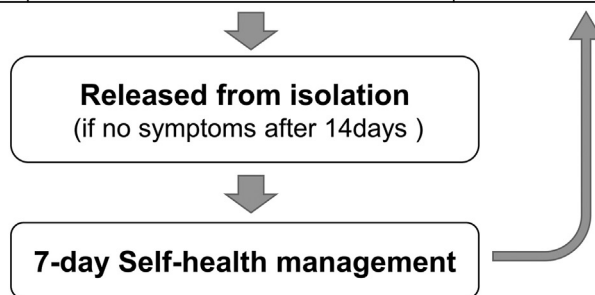 Released from isolation
(if no symptoms after 14days )
7-day Self-health management